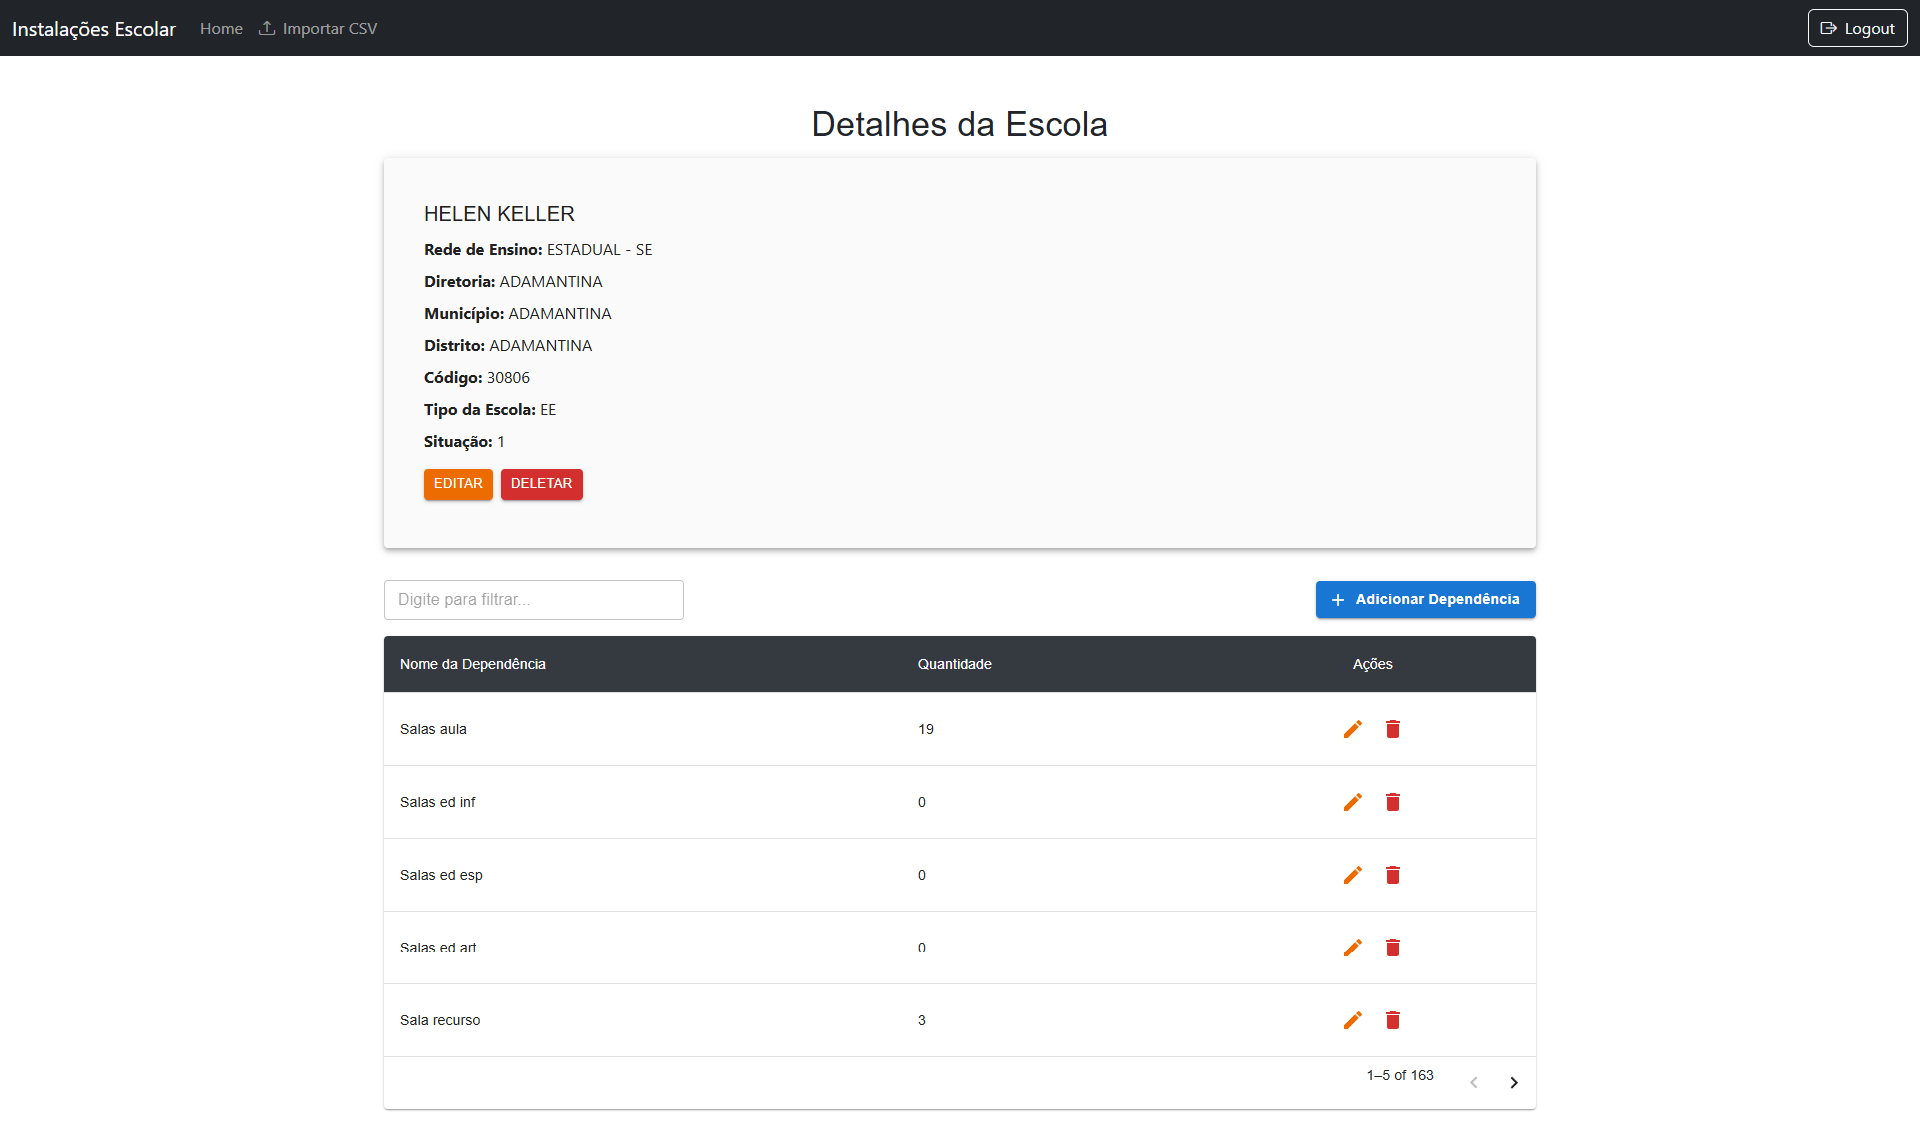 Instalações Escolar Home Importar CSV Logout
Detalhes da Escola
HELEN KELLER
Rede de Ensino: ESTADUAL - SE
Diretoria: ADAMANTINA
Município: ADAMANTINA
Distrito: ADAMANTINA
Código: 30806
Tipo da Escola: EE
Situação: 1
EDITAR DELETAR
Digite para filtrar... + Adicionar Dependência
Nome da Dependência Quantidade Ações
Salas aula 19
Salas ed inf 0
Salas ed esp 0
Salas ed art 0
Sala recurso 3
1–5 of 163